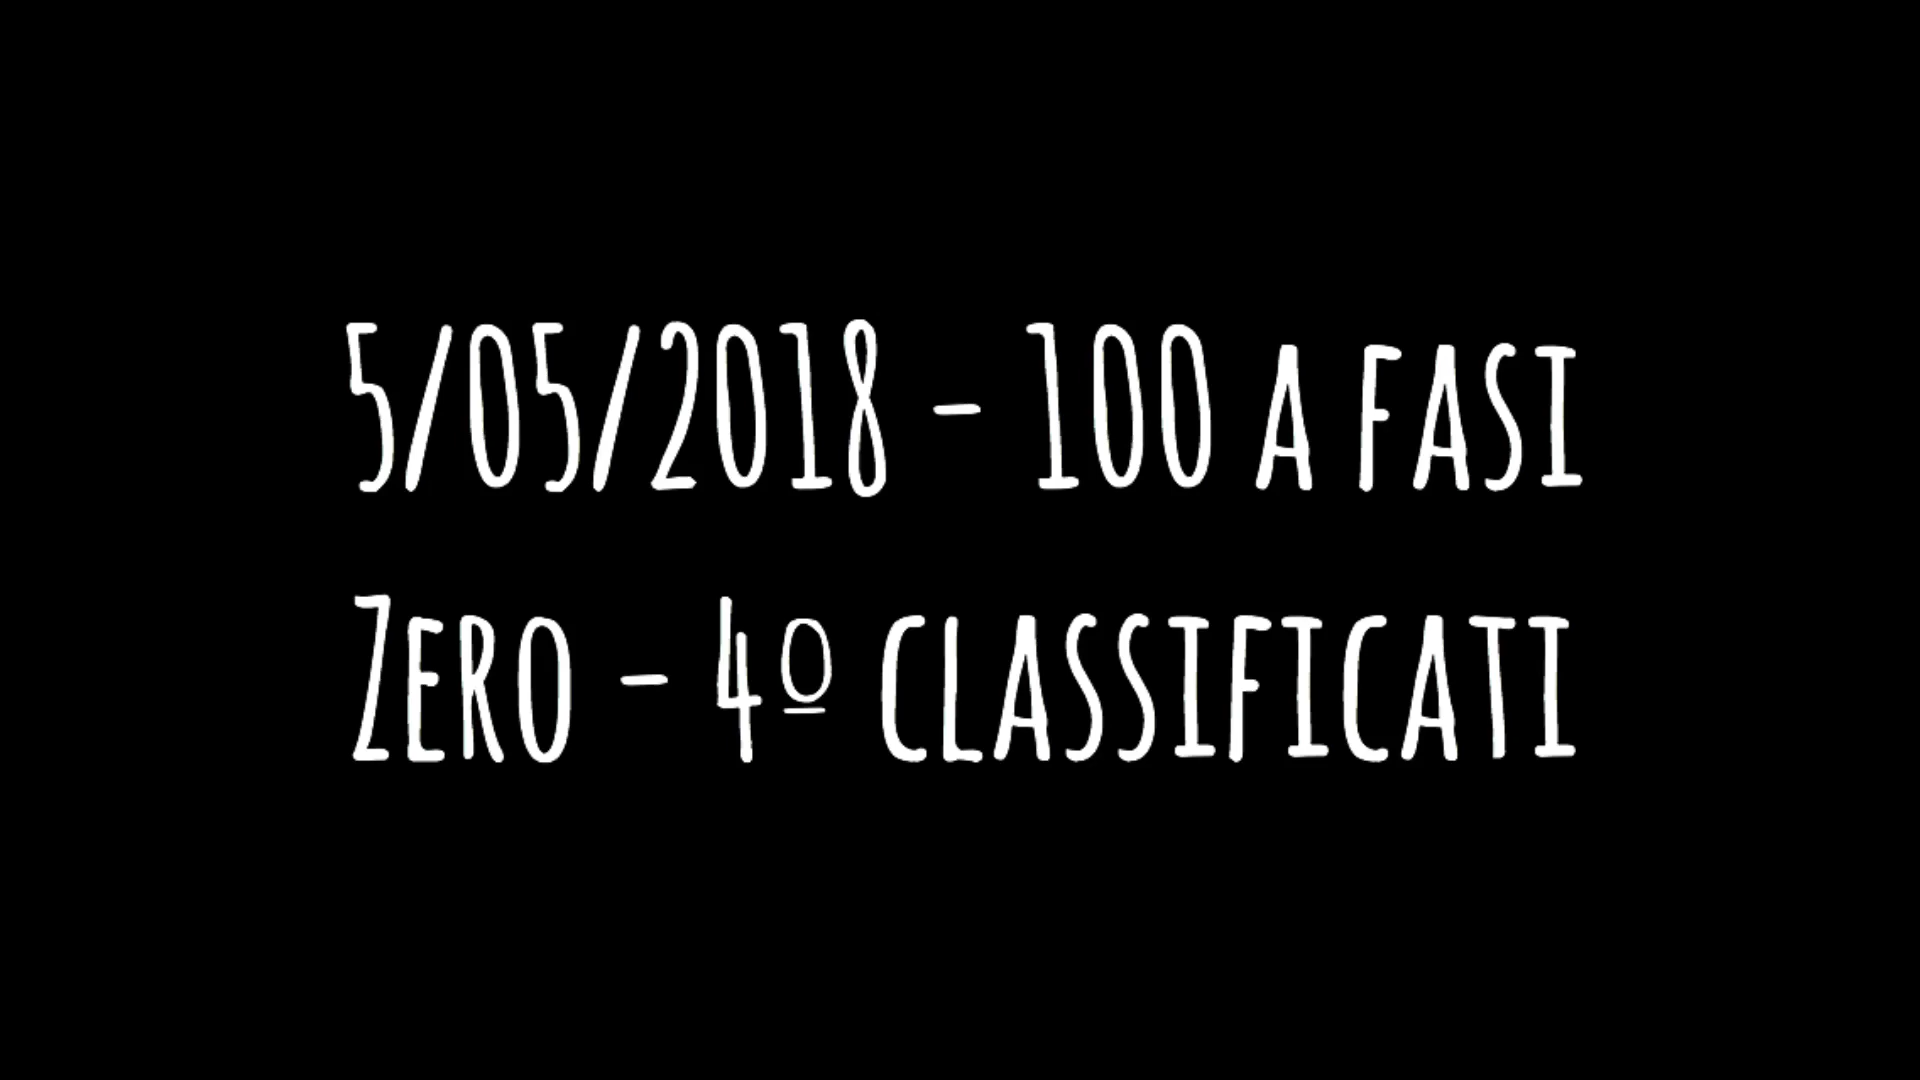 5/05/2018 - 100 a fasi
Zero - 4º classificati